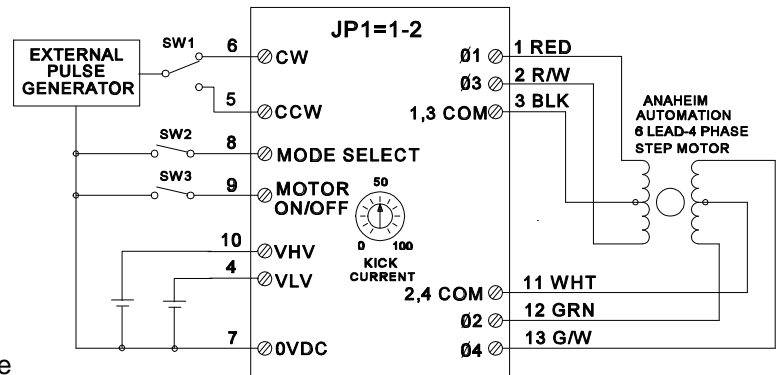 JP1=1-2
EXTERNAL
PULSE
GENERATOR
SW1
6
CW
5
CCW
SW2
8
MODE SELECT
SW3
9
MOTOR
ON/OFF
10
VHV
4
VLV
7
0VDC
50
0
100
KICK
CURRENT
Ø1
1 RED
Ø3
2 R/W
1,3 COM
3 BLK
ANAHEIM
AUTOMATION
6 LEAD-4 PHASE
STEP MOTOR
2,4 COM
11 WHT
Ø2
12 GRN
Ø4
13 G/W
e